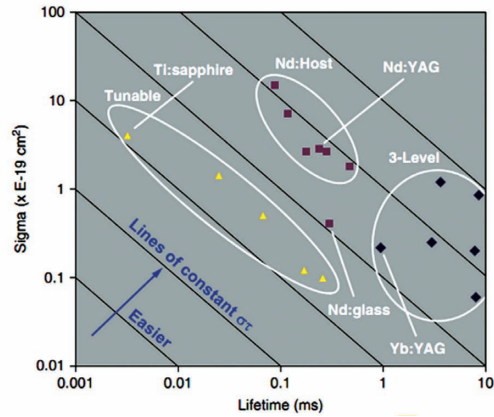 100
10
1
0.1
0.01
Sigma (x E-19 cm²)
0.001
0.01
0.1
1
10
Lifetime (ms)
Ti:sapphire
Tunable
Nd:Host
Nd:YAG
3-Level
Nd:glass
Yb:YAG
Lines of constant στ
Easier